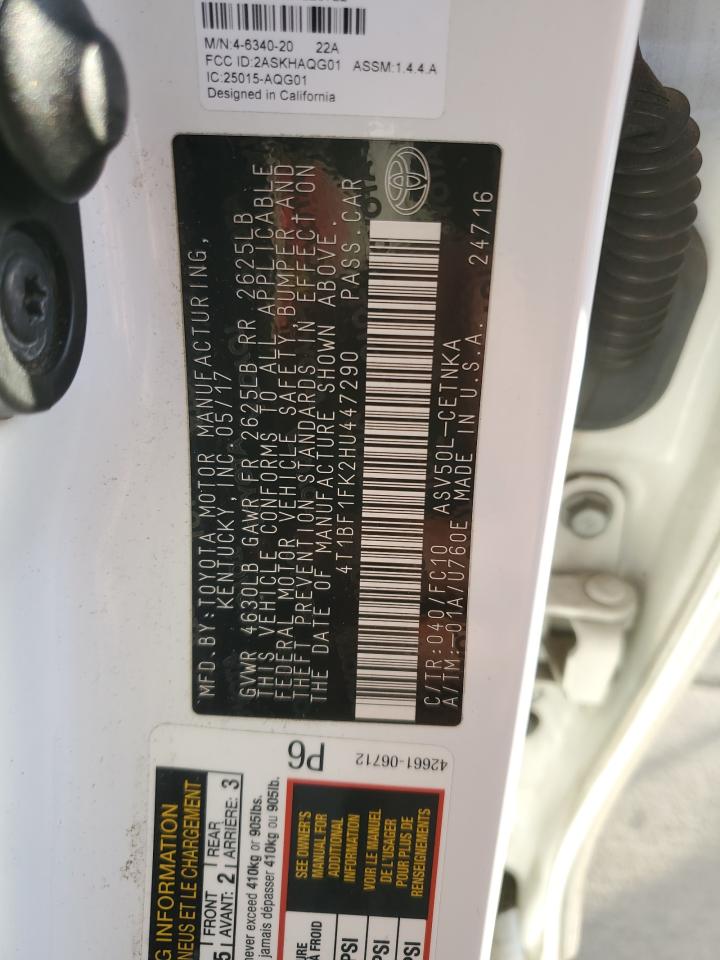 M/N:4-6340-20 22A
FCC ID:2ASKHAQG01 ASSM:1.4.4.A
IC:25015-AQG01
Designed in California
MFD.BY:TOYOTA MOTOR MANUFACTURING,
KENTUCKY, INC. 05/17
GVWR 4630LB GAWR FR 2625LB RR 2625LB
THIS VEHICLE CONFORMS TO ALL APPLICABLE
FEDERAL MOTOR VEHICLE SAFETY, BUMPER, AND
THEFT PREVENTION STANDARDS IN EFFECT ON
THE DATE OF MANUFACTURE SHOWN ABOVE.
4T1BF1FK2HU447290 PASS.CAR
C/TR:040/FC10 ASV50L-CETNKA
A/TM:-01A/U760E MADE IN U.S.A. 24716
P6
42661-06712
G INFORMATION
NEUS ET LE CHARGEMENT
5 FRONT AVANT: 2 REAR ARRIÈRE: 3
never exceed 410kg or 905lbs.
jamais dépasser 410kg ou 905lb.
SEE OWNER'S
MANUAL FOR
ADDITIONAL
INFORMATION
VOIR LE MANUEL
DE L'USAGER
POUR PLUS DE
RENSEIGNEMENTS
URE
À FROID
PSI
PSI
PSI